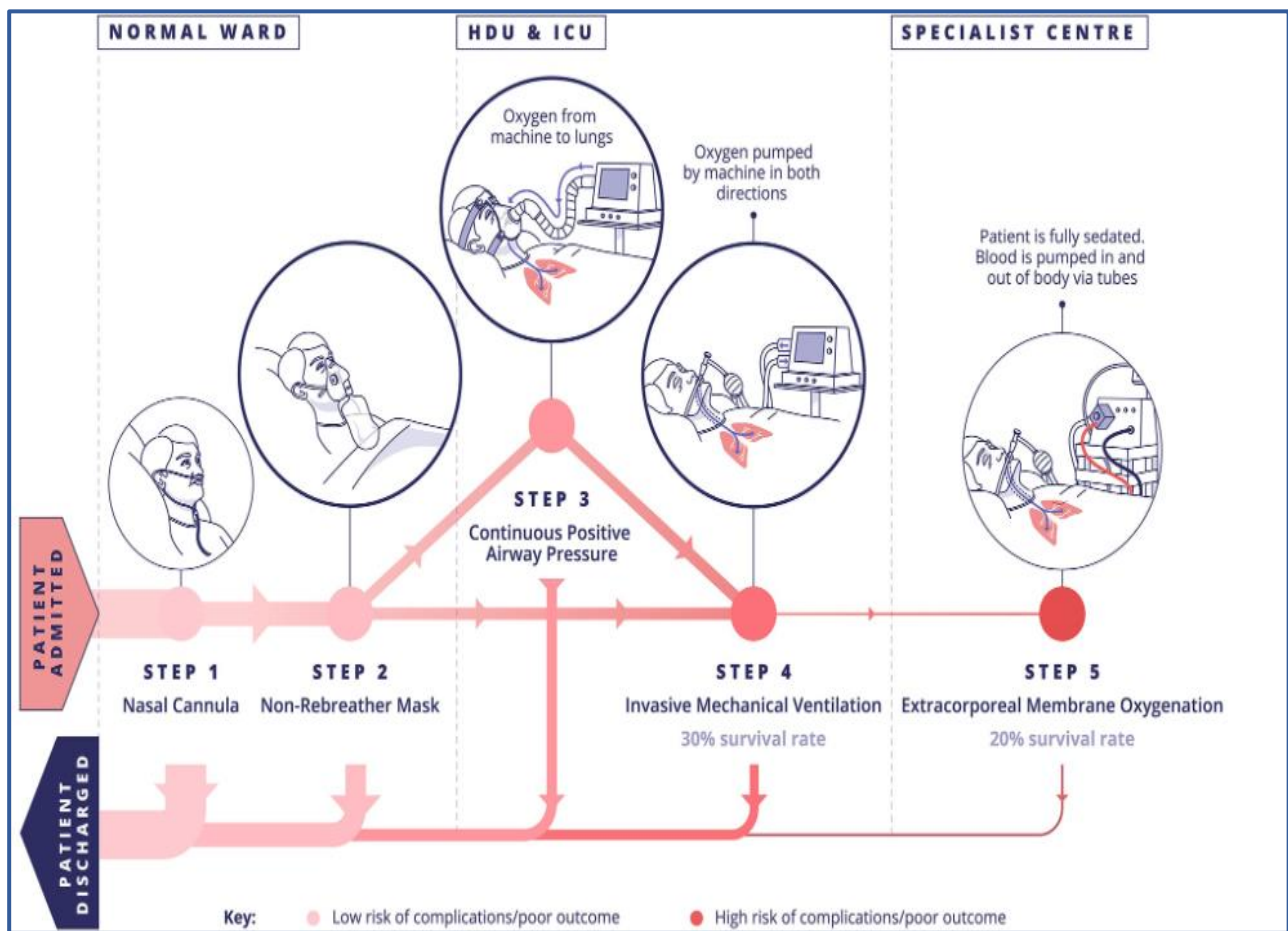 NORMAL WARD
HDU & ICU
SPECIALIST CENTRE
Oxygen from
machine to lungs
Oxygen pumped
by machine in both
directions
Patient is fully sedated.
Blood is pumped in and
out of body via tubes
PATIENT
ADMITTED
STEP 1
Nasal Cannula
STEP 2
Non-Rebreather Mask
STEP 3
Continuous Positive
Airway Pressure
STEP 4
Invasive Mechanical Ventilation
30% survival rate
STEP 5
Extracorporeal Membrane Oxygenation
20% survival rate
PATIENT
DISCHARGED
Key:
Low risk of complications/poor outcome
High risk of complications/poor outcome